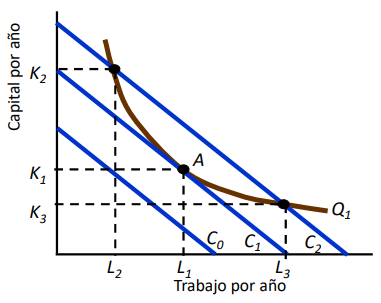 Capital por año
K2
K1
K3
A
Q1
C0
C1
C2
L2
L1
L3
Trabajo por año